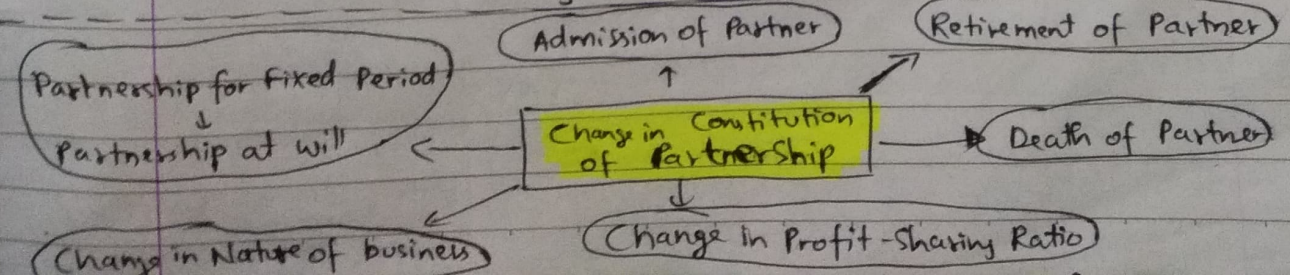 Admission of Partner
Retirement of Partner
Partnership for Fixed Period
Partnership at will
Change in Constitution
of Partnership
Death of Partner
Change in Nature of business
Change in Profit-Sharing Ratio